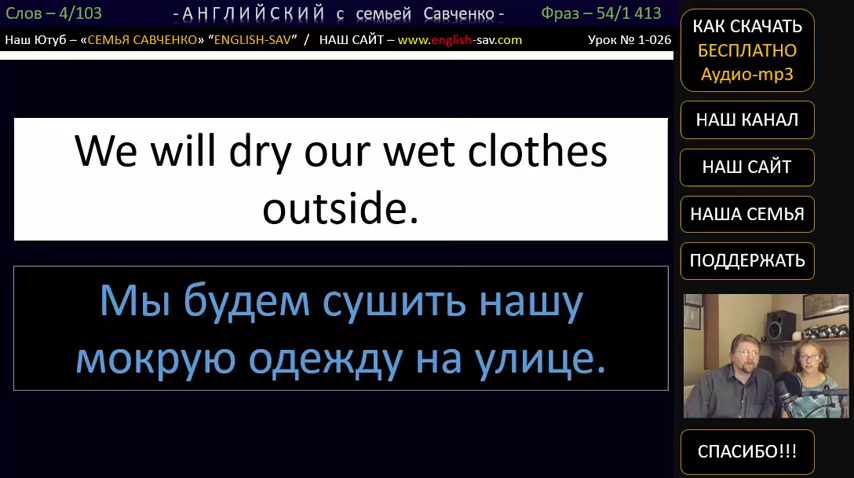 Слов – 4/103
- АНГЛИЙСКИЙ с семьей Савченко -
Фраз – 54/1 413
Наш Ютуб – «СЕМЬЯ САВЧЕНКО» "ENGLISH-SAV" / НАШ САЙТ – www.english-sav.com
Урок № 1-026
We will dry our wet clothes
outside.
Мы будем сушить нашу
мокрую одежду на улице.
КАК СКАЧАТЬ
БЕСПЛАТНО
Аудио-mp3
НАШ КАНАЛ
НАШ САЙТ
НАША СЕМЬЯ
ПОДДЕРЖАТЬ
СПАСИБО!!!